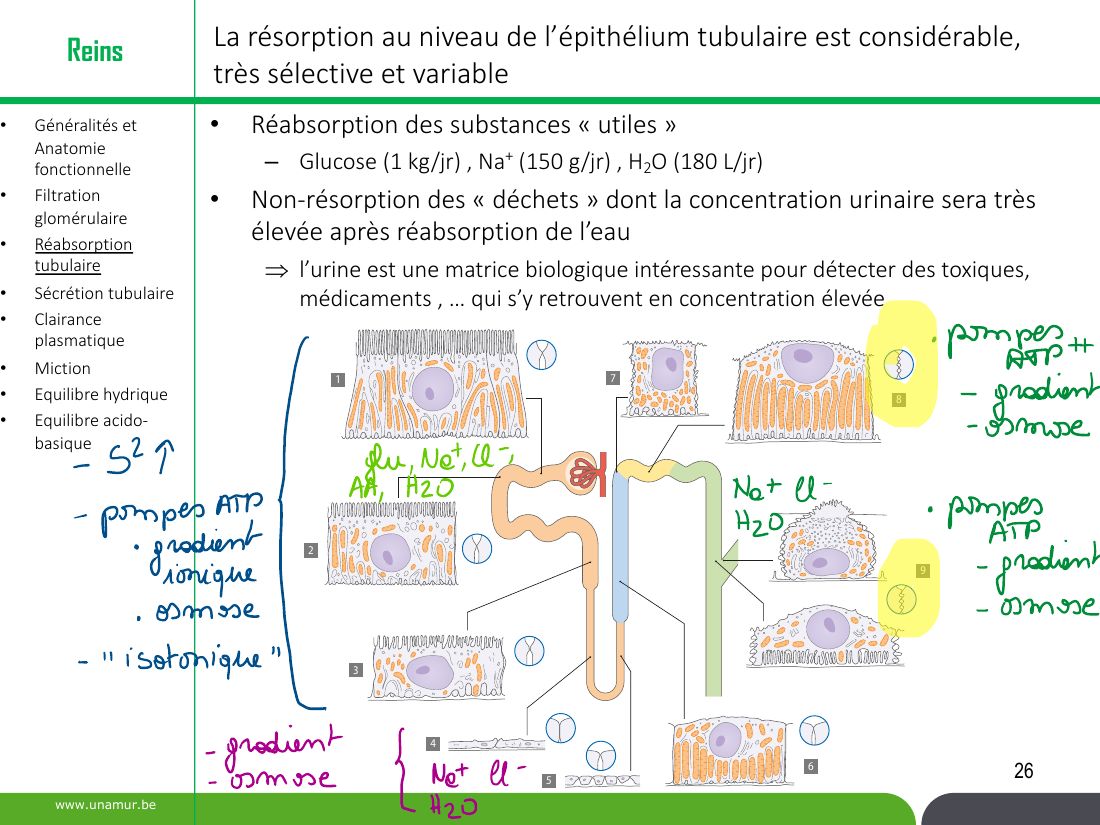 Reins
La résorption au niveau de l’épithélium tubulaire est considérable,
très sélective et variable
• Généralités et
Anatomie
fonctionnelle
• Filtration
glomérulaire
• Réabsorption
tubulaire
• Sécrétion tubulaire
• Clairance
plasmatique
• Miction
• Equilibre hydrique
• Equilibre acido-
basique
• Réabsorption des substances « utiles »
– Glucose (1 kg/jr) , Na⁺ (150 g/jr) , H₂O (180 L/jr)
• Non-résorption des « déchets » dont la concentration urinaire sera très
élevée après réabsorption de l’eau
⇒ l’urine est une matrice biologique intéressante pour détecter des toxiques,
médicaments , … qui s’y retrouvent en concentration élevée
- S² ↑
- pompes ATP
• gradient
ionique
• osmose
- "isotonique"
1
glu, Na⁺, Cl⁻,
AA, H2O
2
3
- gradient
- osmose
4
Na⁺ Cl⁻
H2O
5
6
7
8
• pompes
ATP ++
- gradient
- osmose
Na⁺ Cl⁻
H2O
9
• pompes
ATP
- gradient
- osmose
26
www.unamur.be